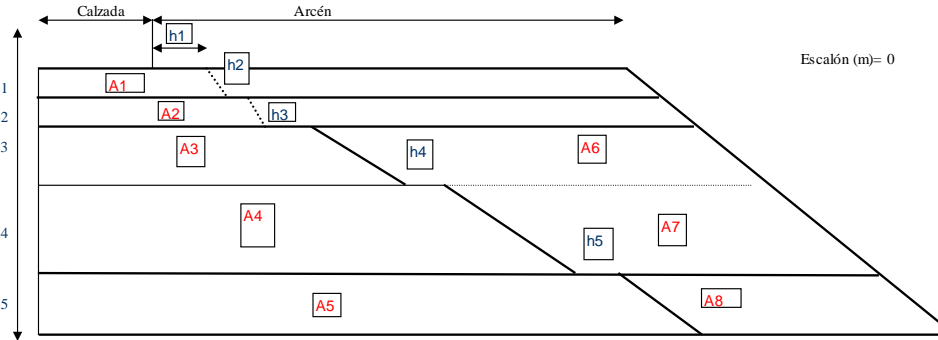 Calzada Arcén
h1
h2 Escalón (m)= 0
1 A1
2 A2 h3
3 A3 h4 A6
4 A4 A7
h5
5 A5 A8